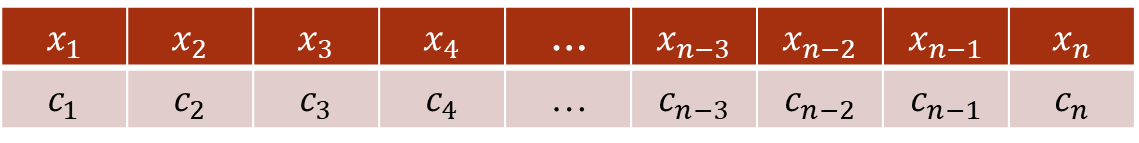 x₁ x₂ x₃ x₄ … xₙ₋₃ xₙ₋₂ xₙ₋₁ xₙ
c₁ c₂ c₃ c₄ … cₙ₋₃ cₙ₋₂ cₙ₋₁ cₙ